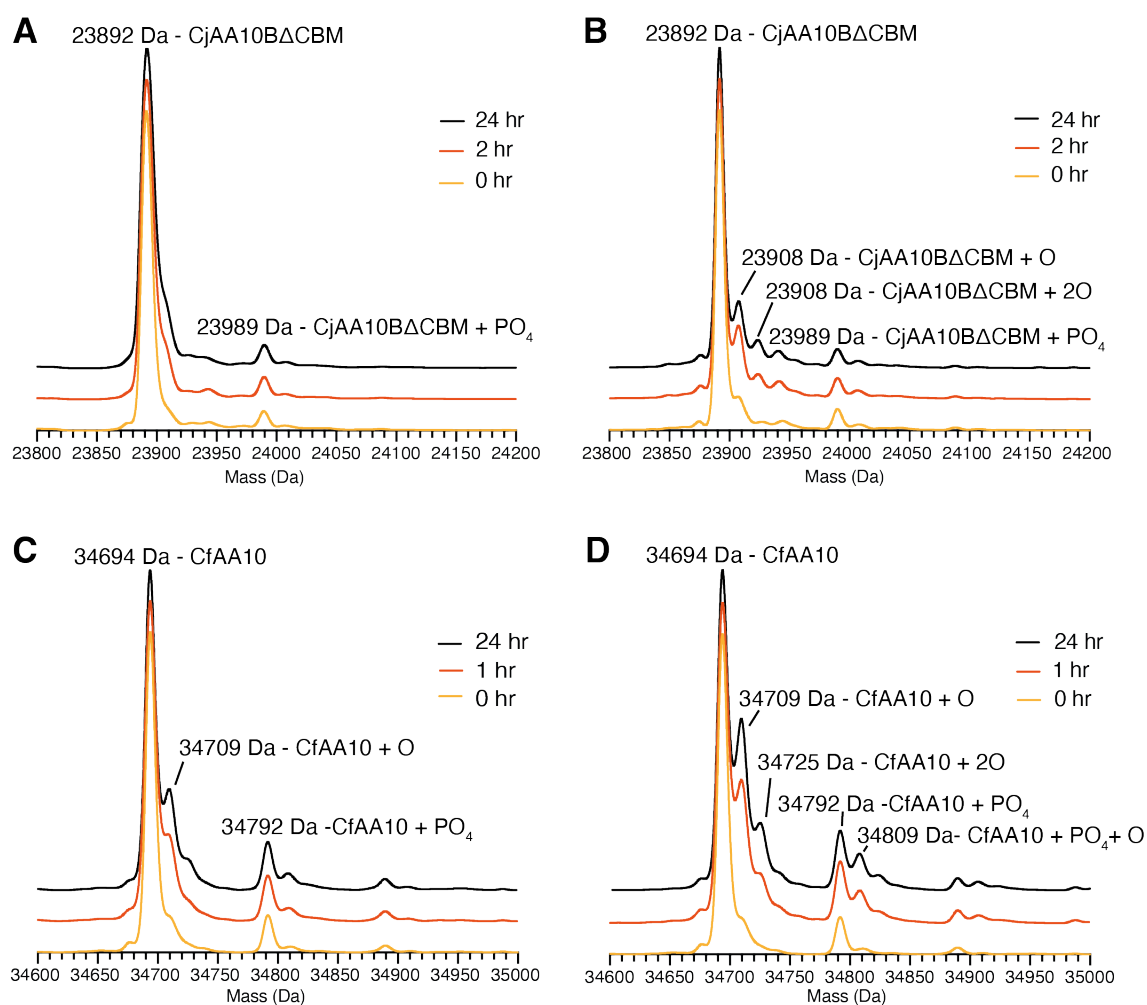 A
23892 Da - CjAA10BΔCBM
24 hr
2 hr
0 hr
23989 Da - CjAA10BΔCBM + PO4
23800 23850 23900 23950 24000 24050 24100 24150 24200
Mass (Da)
B
23892 Da - CjAA10BΔCBM
24 hr
2 hr
0 hr
23908 Da - CjAA10BΔCBM + O
23908 Da - CjAA10BΔCBM + 2O
23989 Da - CjAA10BΔCBM + PO4
23800 23850 23900 23950 24000 24050 24100 24150 24200
Mass (Da)
C
34694 Da - CfAA10
24 hr
1 hr
0 hr
34709 Da - CfAA10 + O
34792 Da -CfAA10 + PO4
34600 34650 34700 34750 34800 34850 34900 34950 35000
Mass (Da)
D
34694 Da - CfAA10
24 hr
1 hr
0 hr
34709 Da - CfAA10 + O
34725 Da - CfAA10 + 2O
34792 Da -CfAA10 + PO4
34809 Da- CfAA10 + PO4+ O
34600 34650 34700 34750 34800 34850 34900 34950 35000
Mass (Da)